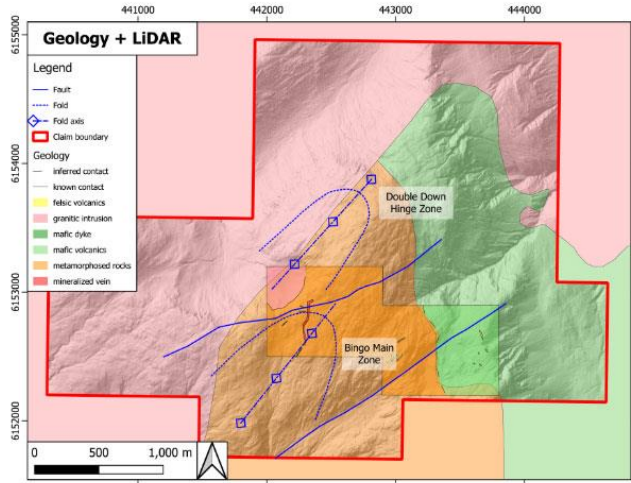 441000 442000 443000 444000
6155000
6154000
6153000
6152000
Geology + LiDAR
Legend
Fault
Fold
Fold axis
Claim boundary
Geology
inferred contact
known contact
felsic volcanics
granitic intrusion
mafic dyke
mafic volcanics
metamorphosed rocks
mineralized vein
Double Down
Hinge Zone
Bingo Main
Zone
0 500 1,000 m